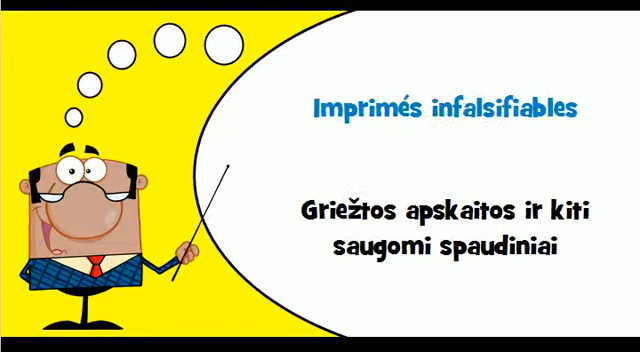 Imprimés infalsifiables
Griežtos apskaitos ir kiti
saugomi spaudiniai